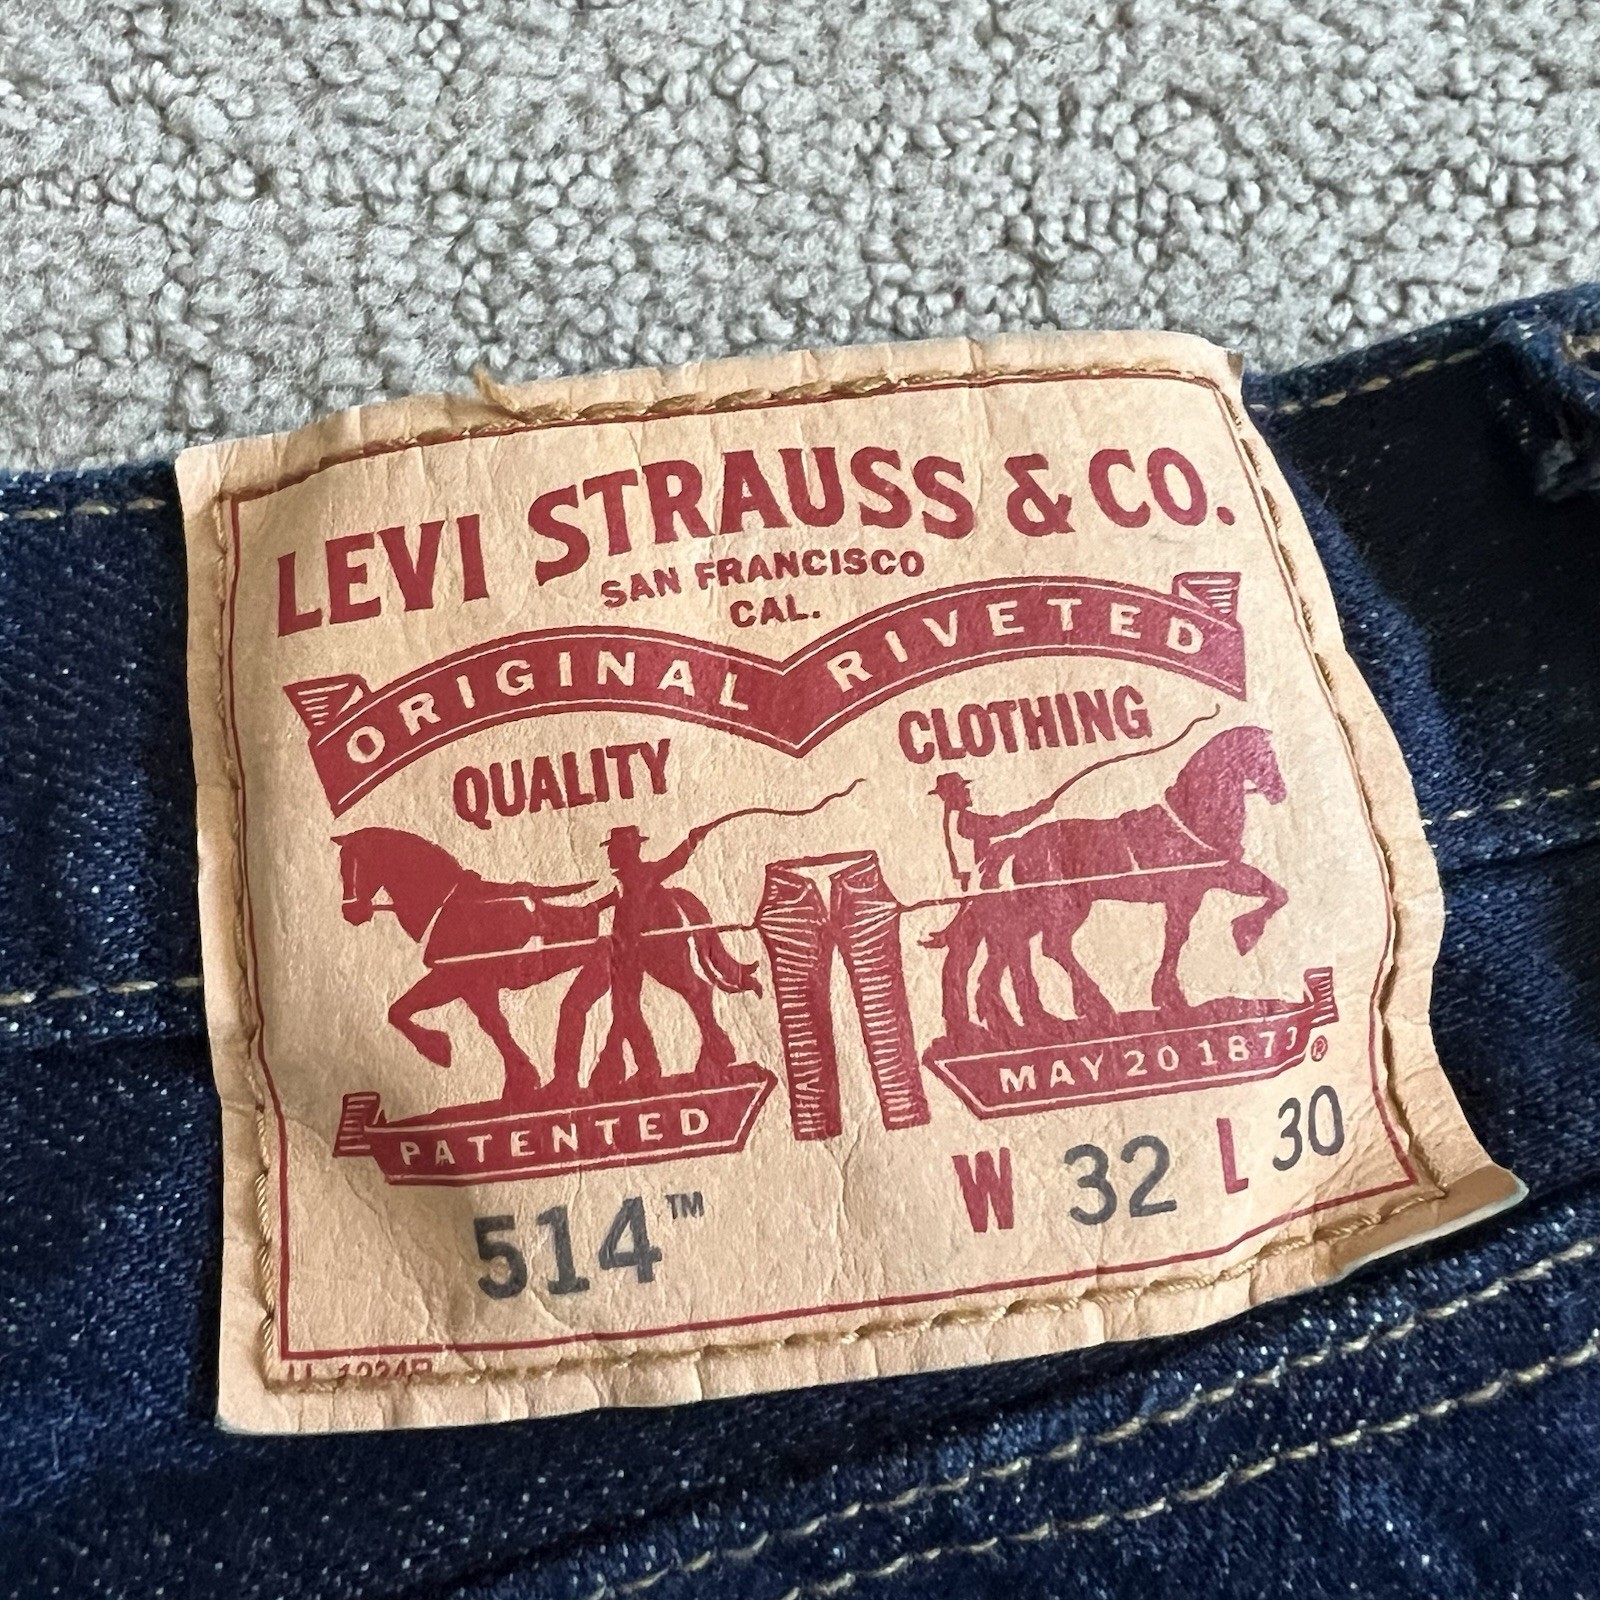 LEVI STRAUSS & CO.
SAN FRANCISCO
CAL.
ORIGINAL RIVETED
QUALITY CLOTHING
PATENTED
MAY 20 1873®
514™
W 32 L 30